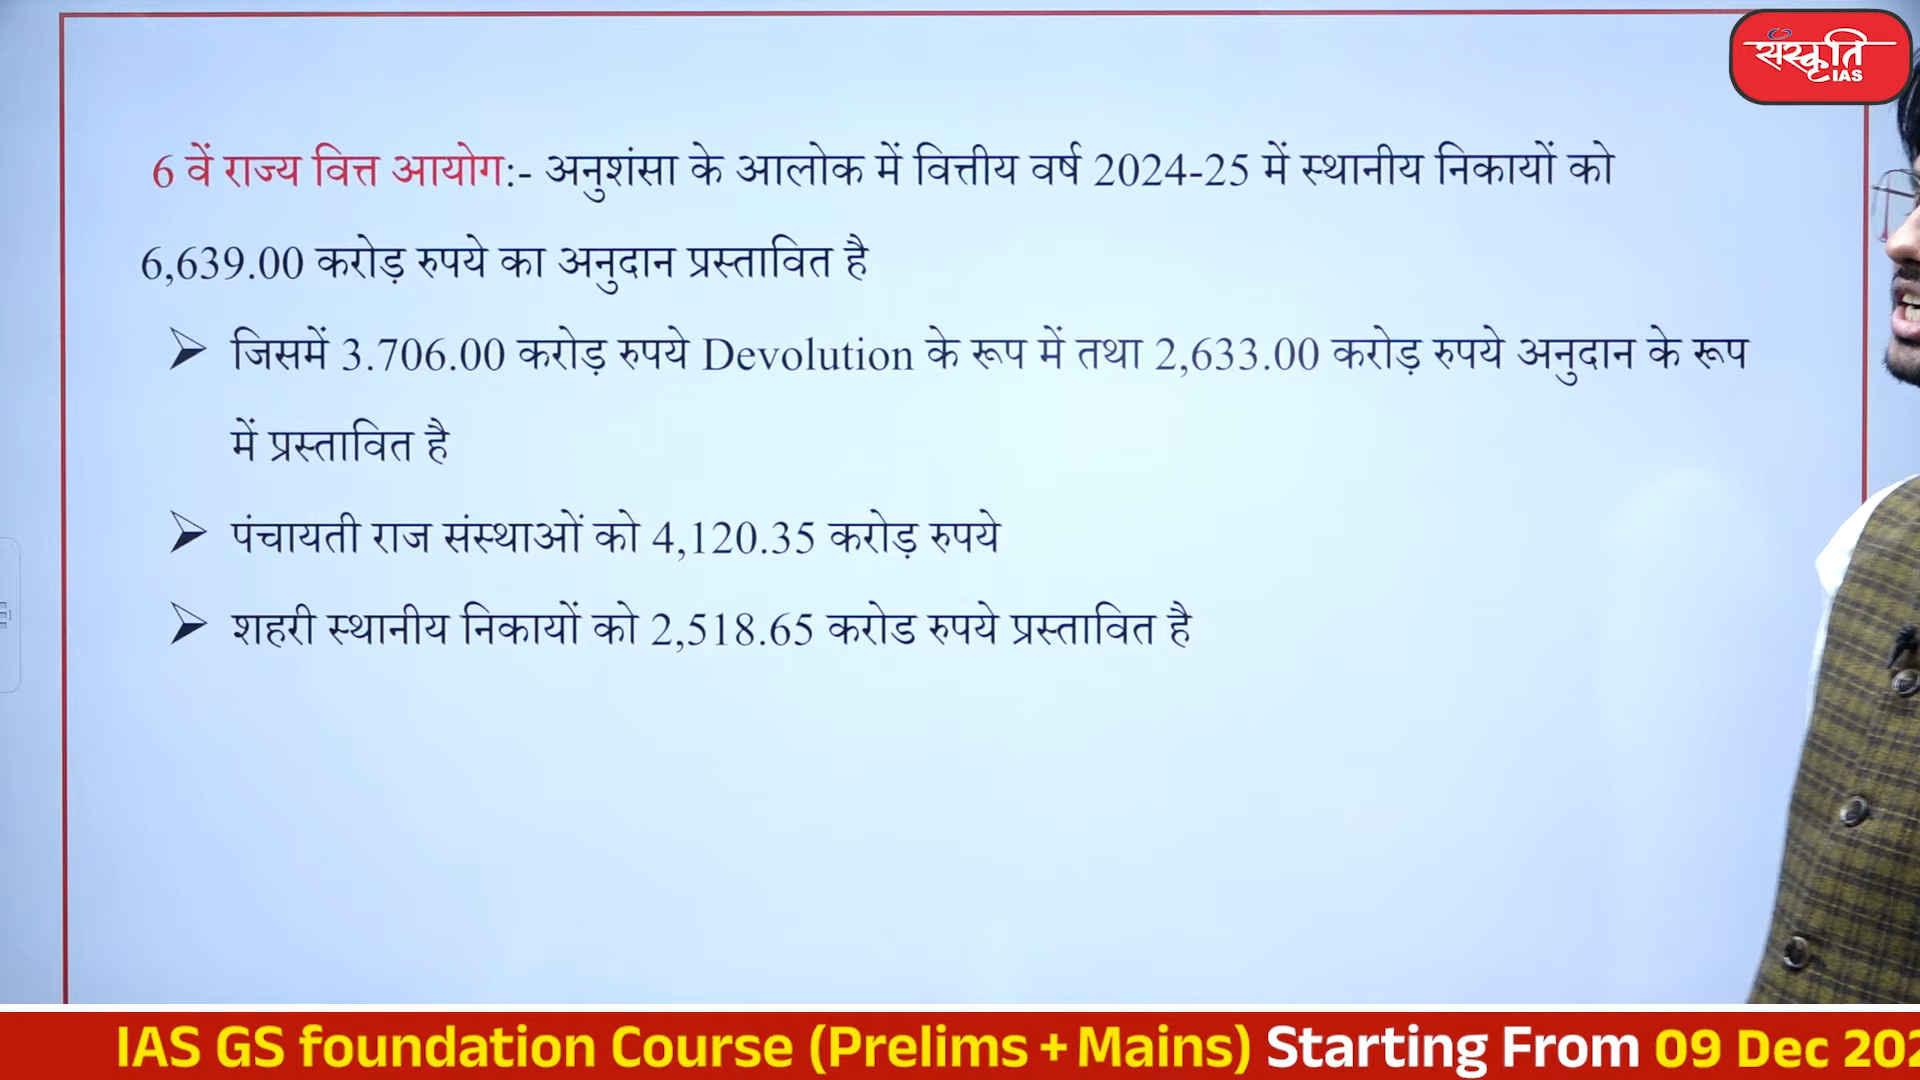 संस्कृति
IAS
6 वें राज्य वित्त आयोग:- अनुशंसा के आलोक में वित्तीय वर्ष 2024-25 में स्थानीय निकायों को
6,639.00 करोड़ रुपये का अनुदान प्रस्तावित है
➢ जिसमें 3.706.00 करोड़ रुपये Devolution के रूप में तथा 2,633.00 करोड़ रुपये अनुदान के रूप
में प्रस्तावित है
➢ पंचायती राज संस्थाओं को 4,120.35 करोड़ रुपये
➢ शहरी स्थानीय निकायों को 2,518.65 करोड रुपये प्रस्तावित है
IAS GS foundation Course (Prelims + Mains) Starting From 09 Dec 202